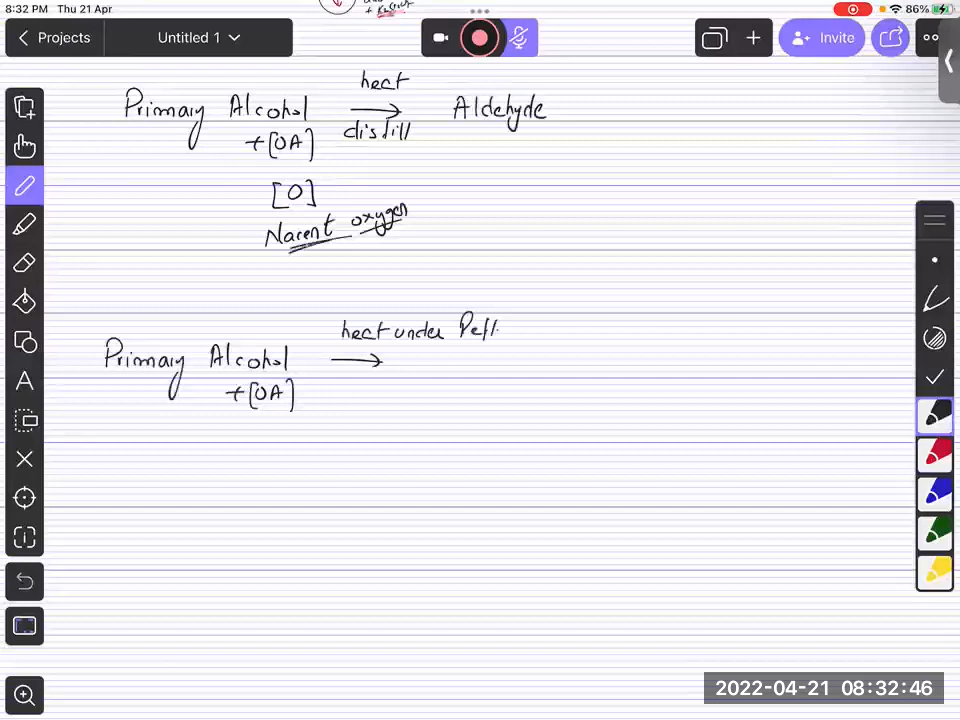 8:32 PM Thu 21 Apr
86%
Projects
Untitled 1
Invite
heat
Primary Alcohol → Aldehyde
+[OA] distill
[O]
Nacent oxygen
heat under Refl
Primary Alcohol →
+[OA]
A
2022-04-21 08:32:46